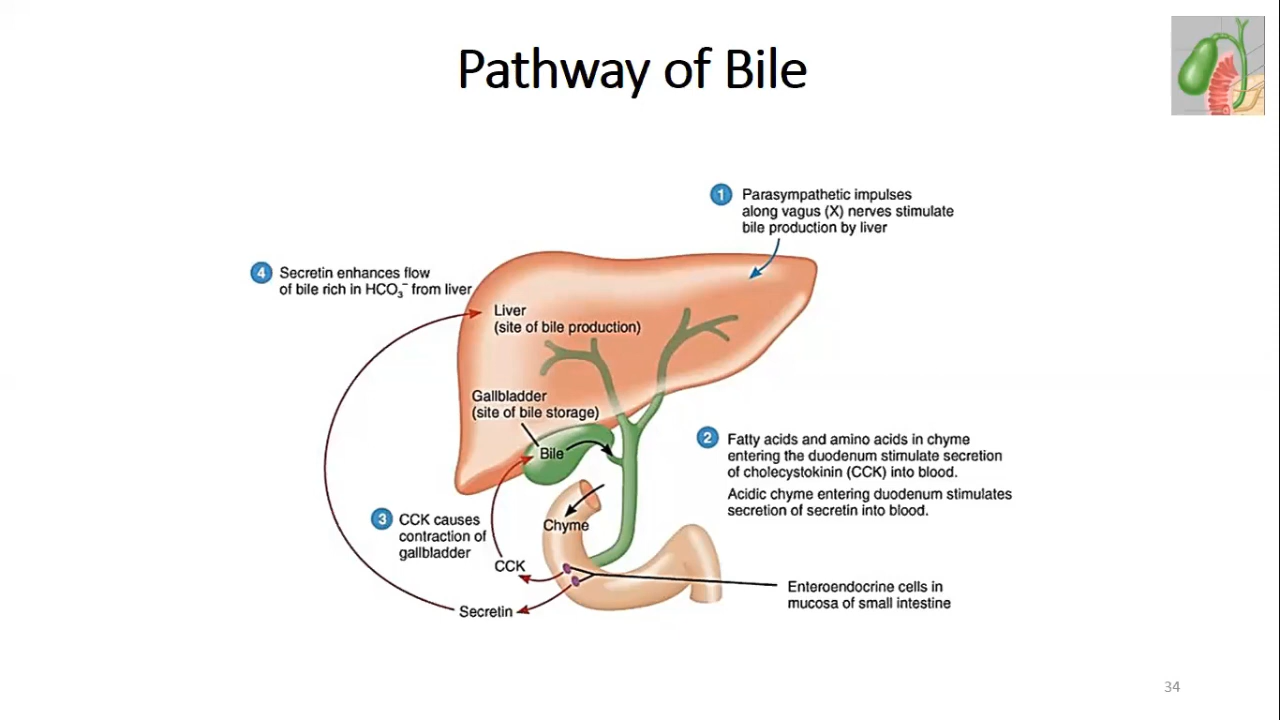 Pathway of Bile
1 Parasympathetic impulses
along vagus (X) nerves stimulate
bile production by liver
4 Secretin enhances flow
of bile rich in HCO₃⁻ from liver
Liver
(site of bile production)
Gallbladder
(site of bile storage)
Bile
2 Fatty acids and amino acids in chyme
entering the duodenum stimulate secretion
of cholecystokinin (CCK) into blood.
Acidic chyme entering duodenum stimulates
secretion of secretin into blood.
3 CCK causes
contraction of
gallbladder
Chyme
CCK
Secretin
Enteroendocrine cells in
mucosa of small intestine
34